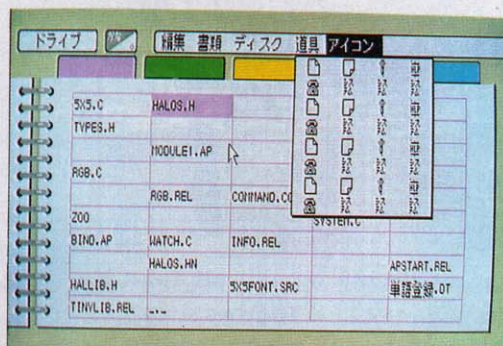 ドライブ 編集 書類 ディスク 道具 アイコン
5X5.C HALOS.H
TYPES.H
MODULE1.AP
RGB.C
RGB.REL COMMAND.CO
ZOO SYSTEM.C
BIND.AP WATCH.C INFO.REL
HALOS.HN APSTART.REL
HALLIB.H 5X5FONT.SRC 単語登録.DT
TINYLIB.REL _._